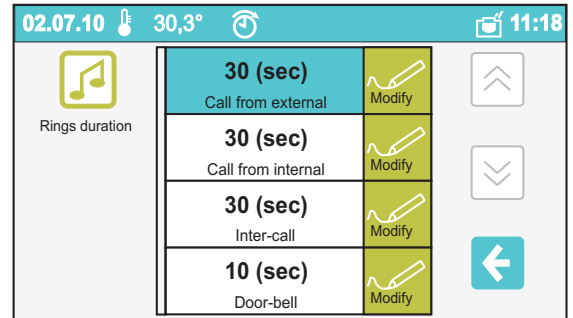 02.07.10 30,3° 11:18
Rings duration
30 (sec)
Call from external
Modify
30 (sec)
Call from internal
Modify
30 (sec)
Inter-call
Modify
10 (sec)
Door-bell
Modify